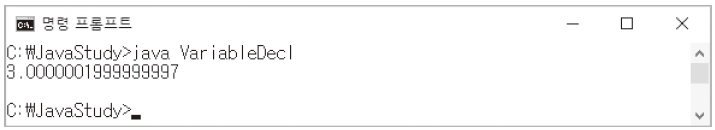 명령 프롬프트
C:₩JavaStudy>java VariableDecl
3.0000001999999997
C:₩JavaStudy>